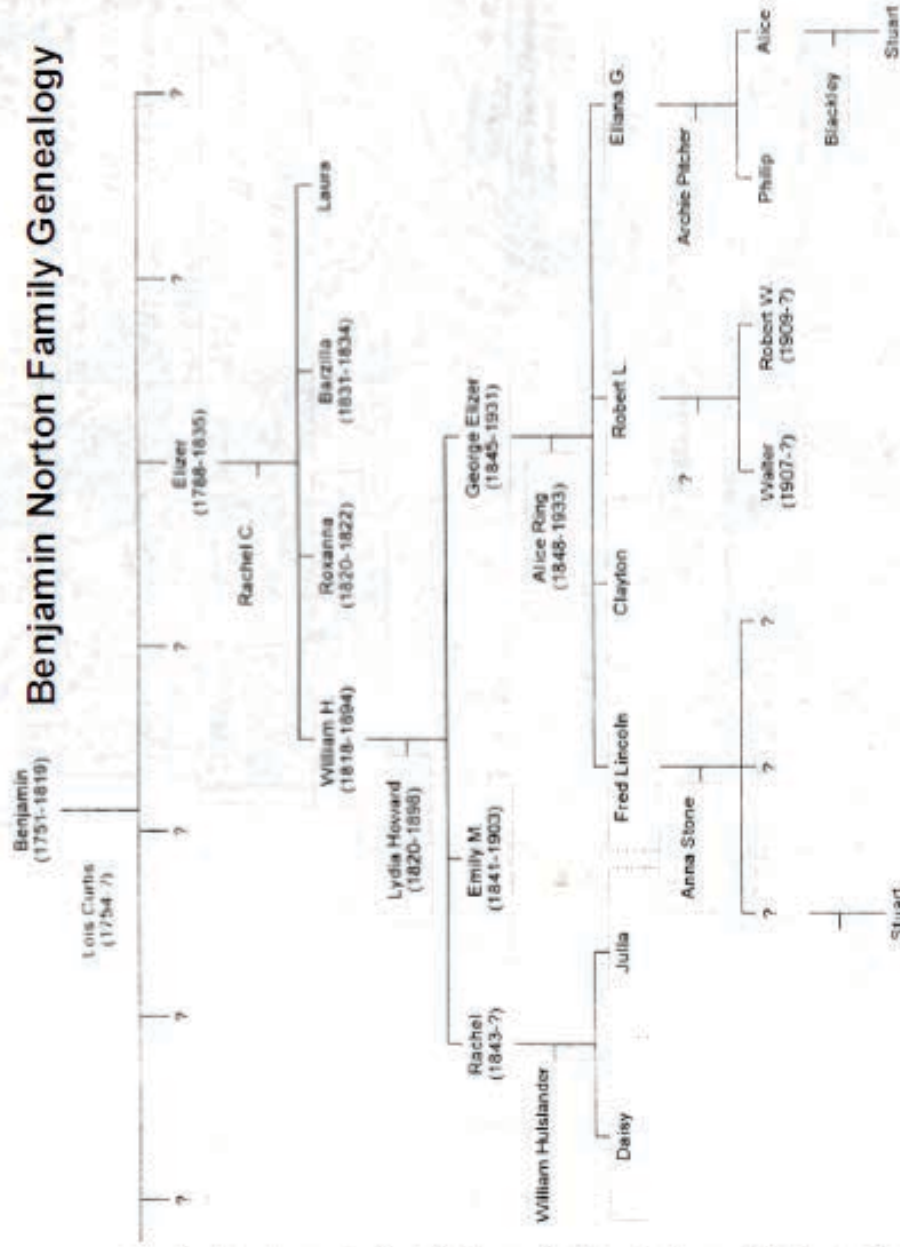 Benjamin Norton Family Genealogy
Benjamin
(1751-1819)
Lois Curtis
(1754-?)
?
?
?
?
Elizer
(1788-1835)
?
?
Rachel C.
William H.
(1818-1894)
Roxanna
(1820-1822)
Barzilla
(1831-1834)
Laura
Lydia Howard
(1820-1898)
Rachel
(1843-?)
Emily M.
(1841-1903)
George Elizer
(1845-1931)
William Hulslander
Alice Ring
(1848-1933)
Daisy
Julia
Fred Lincoln
Clayton
Robert L.
Eliana G.
Anna Stone
?
Archie Pitcher
?
?
?
Walter
(1907-?)
Robert W.
(1909-?)
Philip
Alice
Blackley
Stuart
Stuart